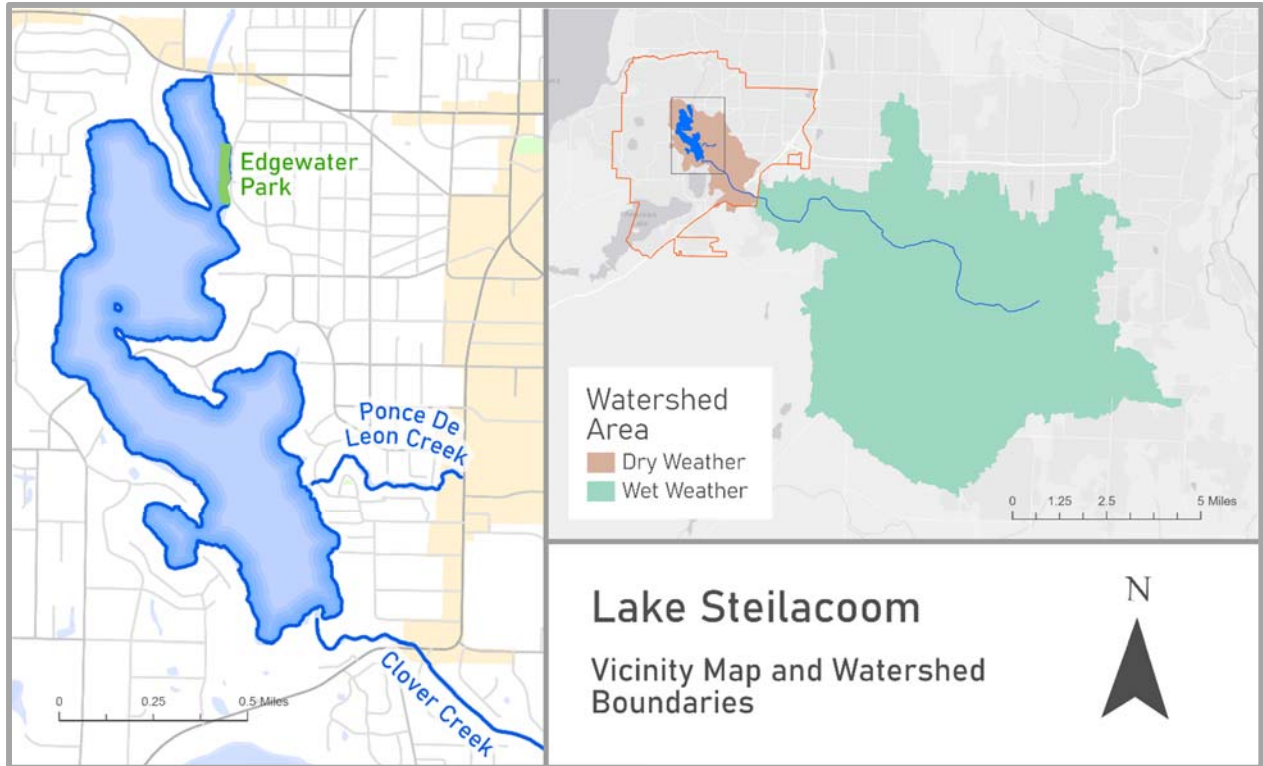 Edgewater
Park
Ponce De
Leon Creek
Clover Creek
0 0.25 0.5 Miles
Watershed
Area
Dry Weather
Wet Weather
0 1.25 2.5 5 Miles
Lake Steilacoom
Vicinity Map and Watershed
Boundaries
N